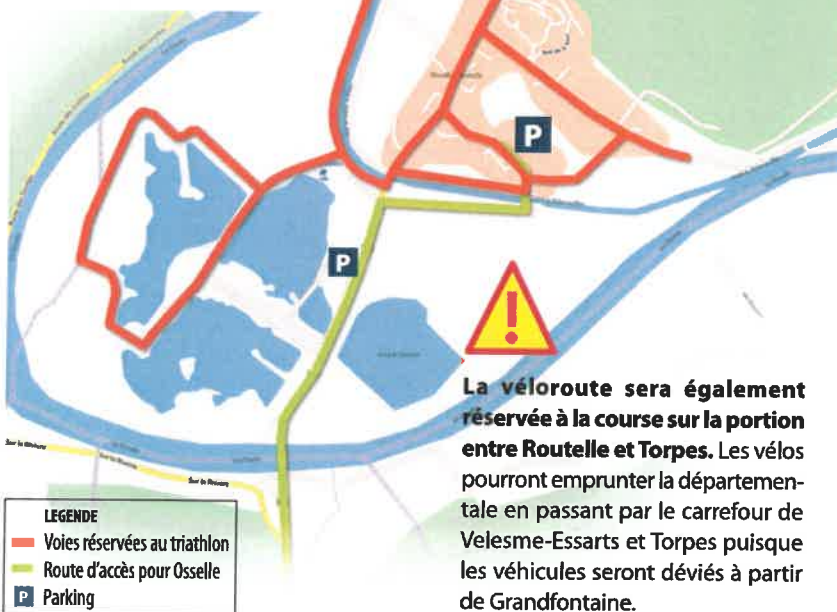 P
P
La véloroute sera également
réservée à la course sur la portion
entre Routelle et Torpes. Les vélos
pourront emprunter la départemen-
tale en passant par le carrefour de
Velesme-Essarts et Torpes puisque
les véhicules seront déviés à partir
de Grandfontaine.
LEGENDE
Voies réservées au triathlon
Route d'accès pour Osselle
P Parking